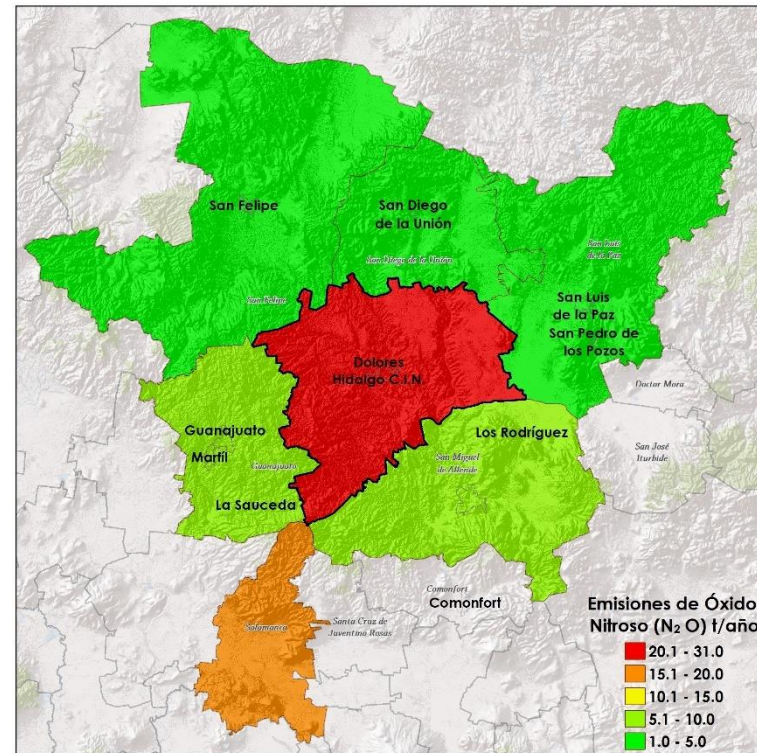 San Felipe
San Diego
de la Unión
San Luis
de la Paz
San Diego de la Unión
San Felipe
San Luis
de la Paz
San Pedro de
los Pozos
Dolores
Hidalgo C.I.N.
Doctor Mora
Guanajuato
Marfil
Guanajuato
Los Rodríguez
San Miguel
de Allende
San José
Iturbide
La Sauceda
Comonfort
Comonfort
Salamanca
Santa Cruz de
Juventino Rosas
Emisiones de Óxido
Nitroso (N₂ O) t/año
20.1 - 31.0
15.1 - 20.0
10.1 - 15.0
5.1 - 10.0
1.0 - 5.0